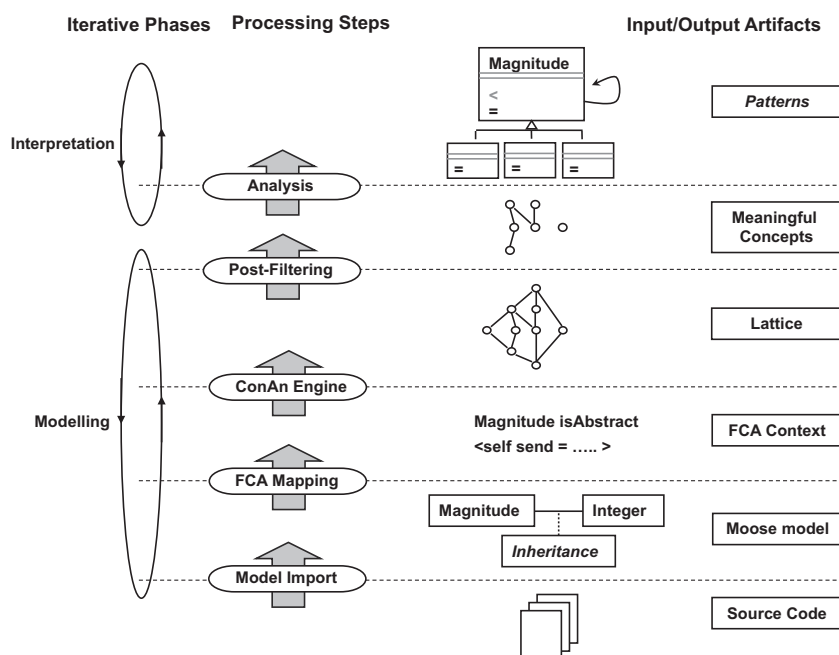 Iterative Phases
Processing Steps
Input/Output Artifacts
Magnitude
<
=
=
=
=
Patterns
Interpretation
Analysis
Meaningful
Concepts
Post-Filtering
Lattice
ConAn Engine
Modelling
Magnitude isAbstract
<self send = ..... >
FCA Context
FCA Mapping
Magnitude
Integer
Inheritance
Moose model
Model Import
Source Code